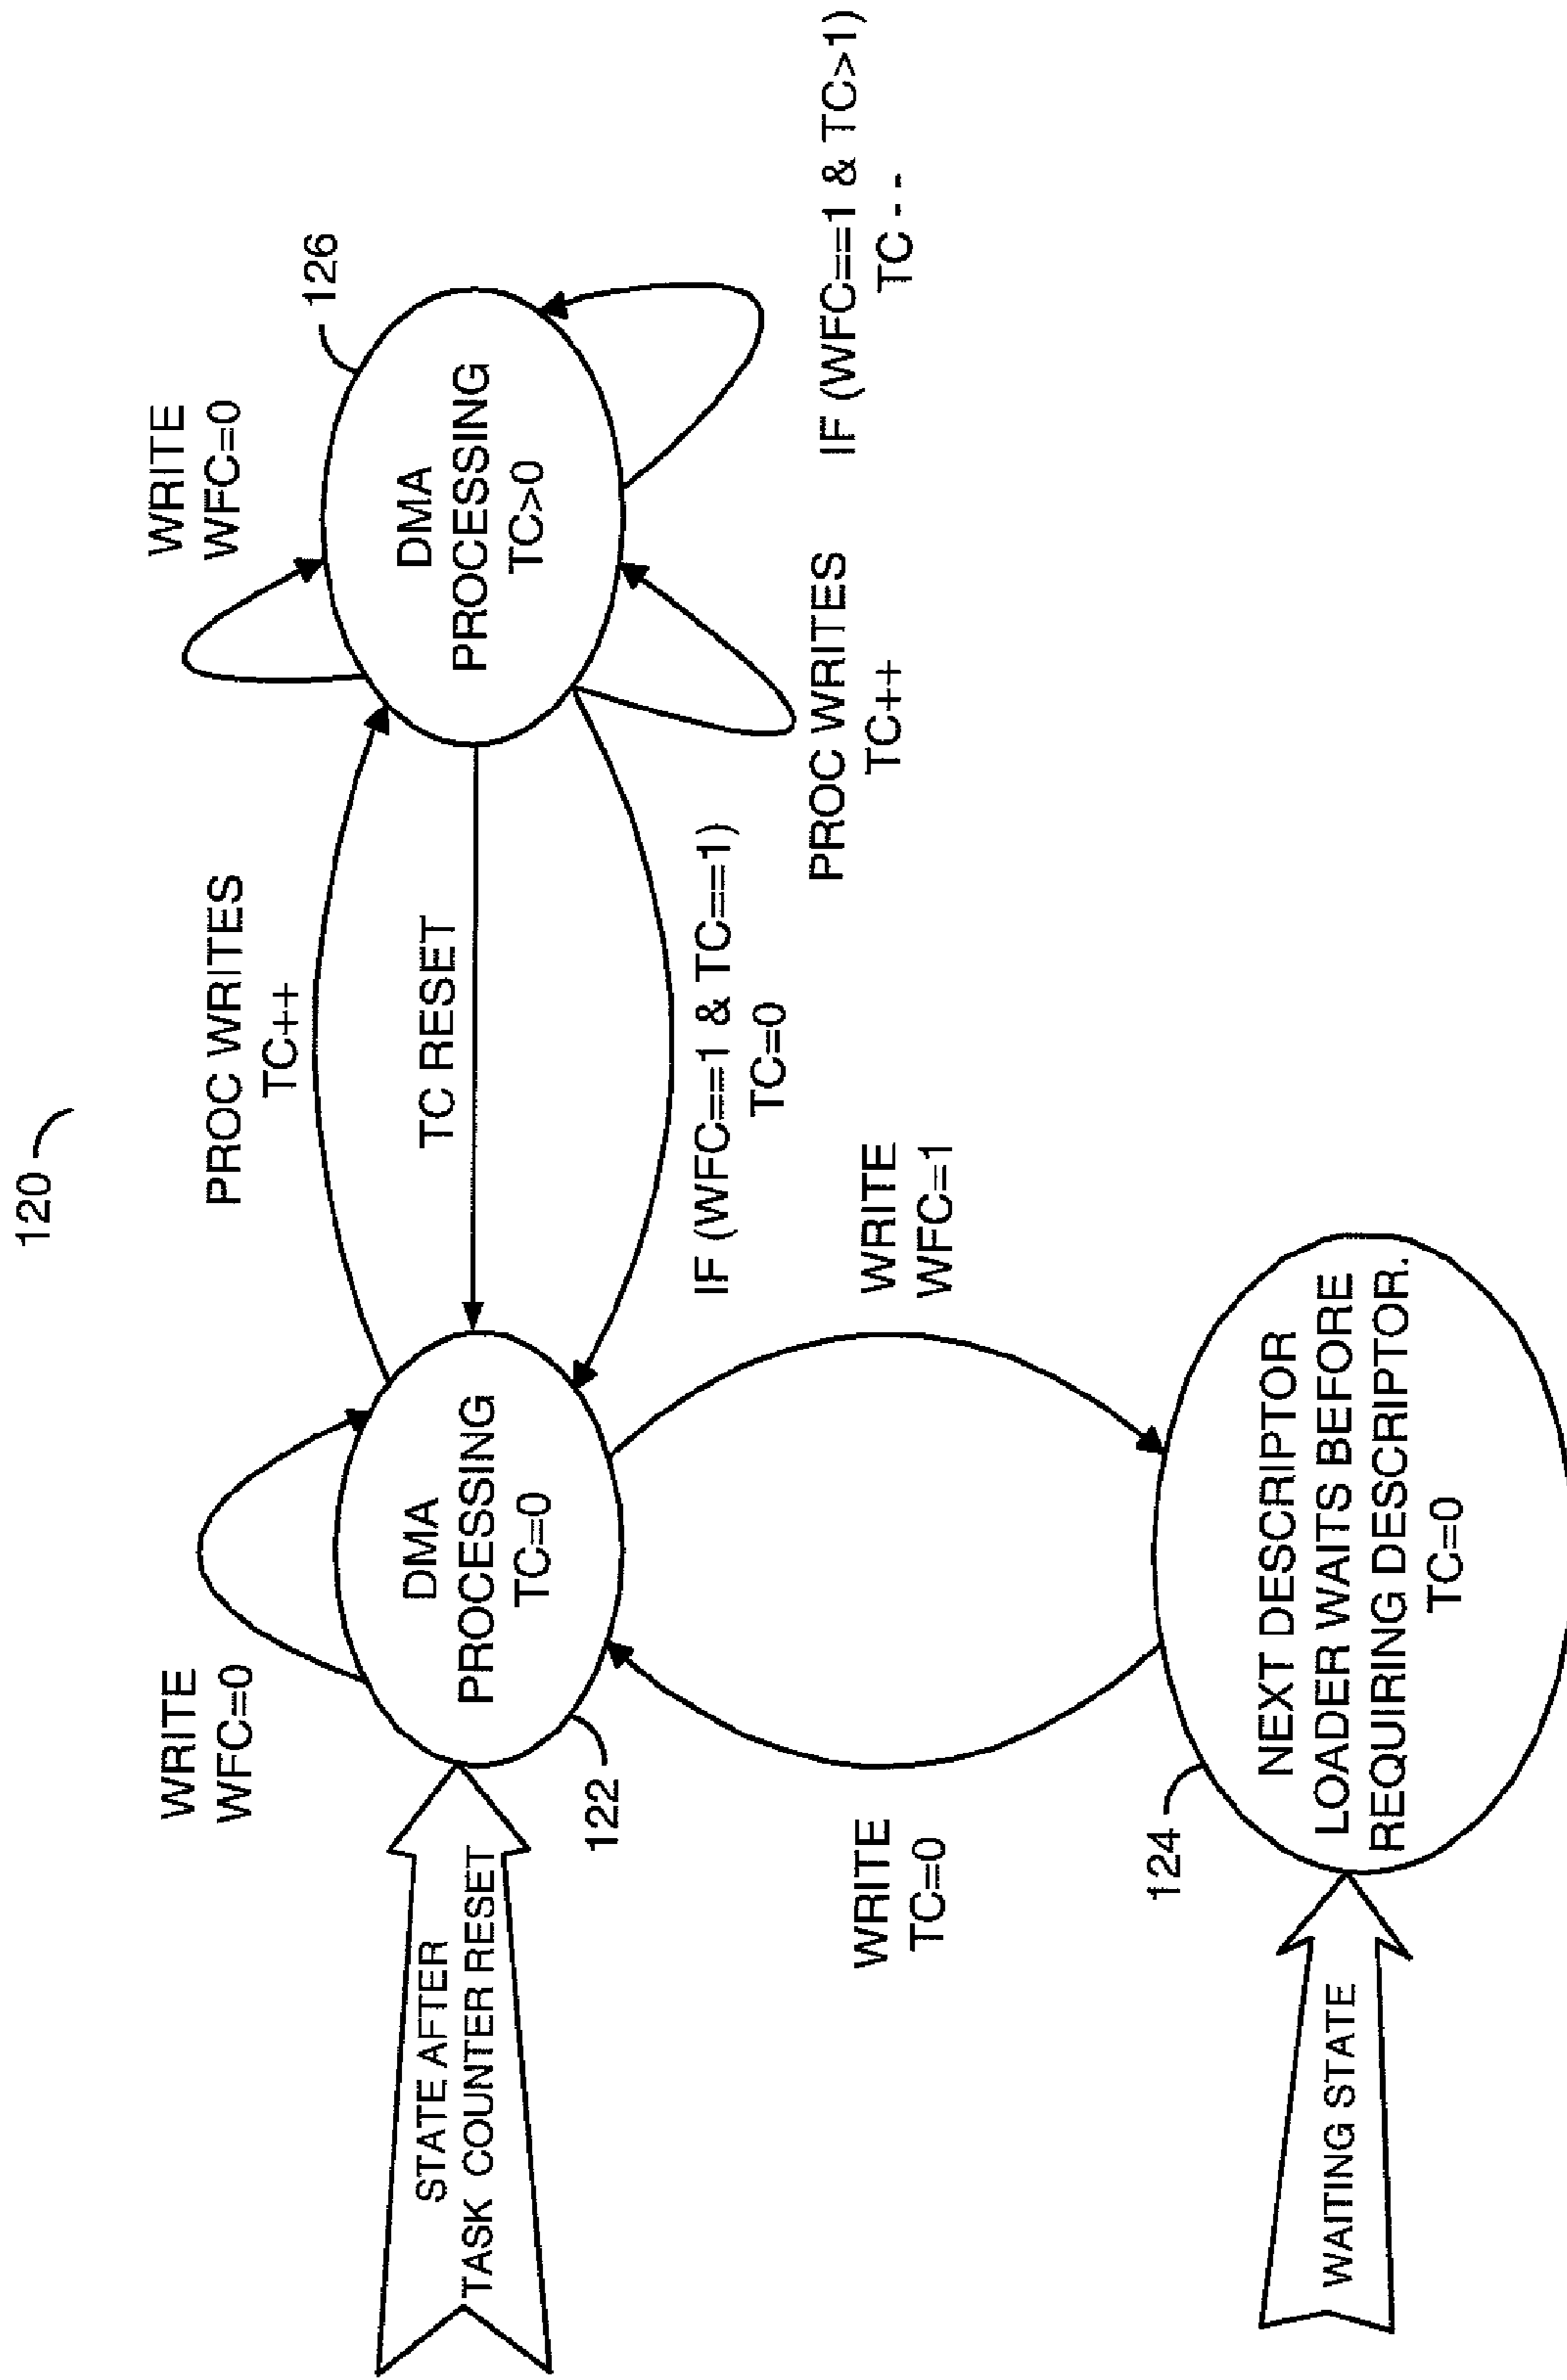 120
WRITE
WFC=0
PROC WRITES
TC++
WRITE
WFC=0
126
STATE AFTER
TASK COUNTER RESET
DMA
PROCESSING
TC=0
122
TC RESET
DMA
PROCESSING
TC>0
IF (WFC==1 & TC==1)
TC=0
PROC WRITES
TC++
IF (WFC==1 & TC>1)
TC - -
WRITE
TC=0
WRITE
WFC=1
124
WAITING STATE
NEXT DESCRIPTOR
LOADER WAITS BEFORE
REQUIRING DESCRIPTOR.
TC=0